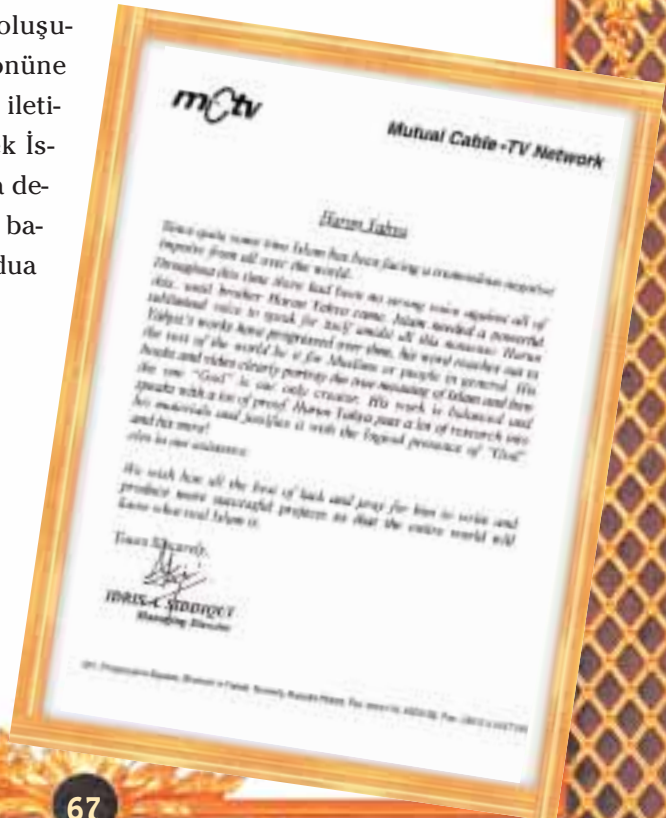 oluşu-
önüne
ileti-
k İs-
a de-
ba-
dua
mctv
Mutual Cable-TV Network
Harun Yahya
Since quite some time Islam has been facing a tremendous negative
impetus from all over the world.
Throughout this time there had been no strong voice against all of
this, until brother Harun Yahya came. Islam needed a powerful
voice to speak for itself amidst all this nonsense. Harun
Yahya's works have progressed over time, his word reaches out to
the rest of the world be it for Muslims or people in general. His
books and video clearly portray the true meaning of Islam and how
the one "God" is our only creator. His work is balanced and
speaks with a lot of proof. Harun Yahya puts a lot of research into
his materials and justifies it with the logical presence of "God"
and his
in our existence.
We wish him all the best of luck and pray for him to write and
produce more successful projects so that the entire world will
know what real Islam is.
Yours Sincerely,
IDRIS A. SIDDIQUI
Managing Director
67